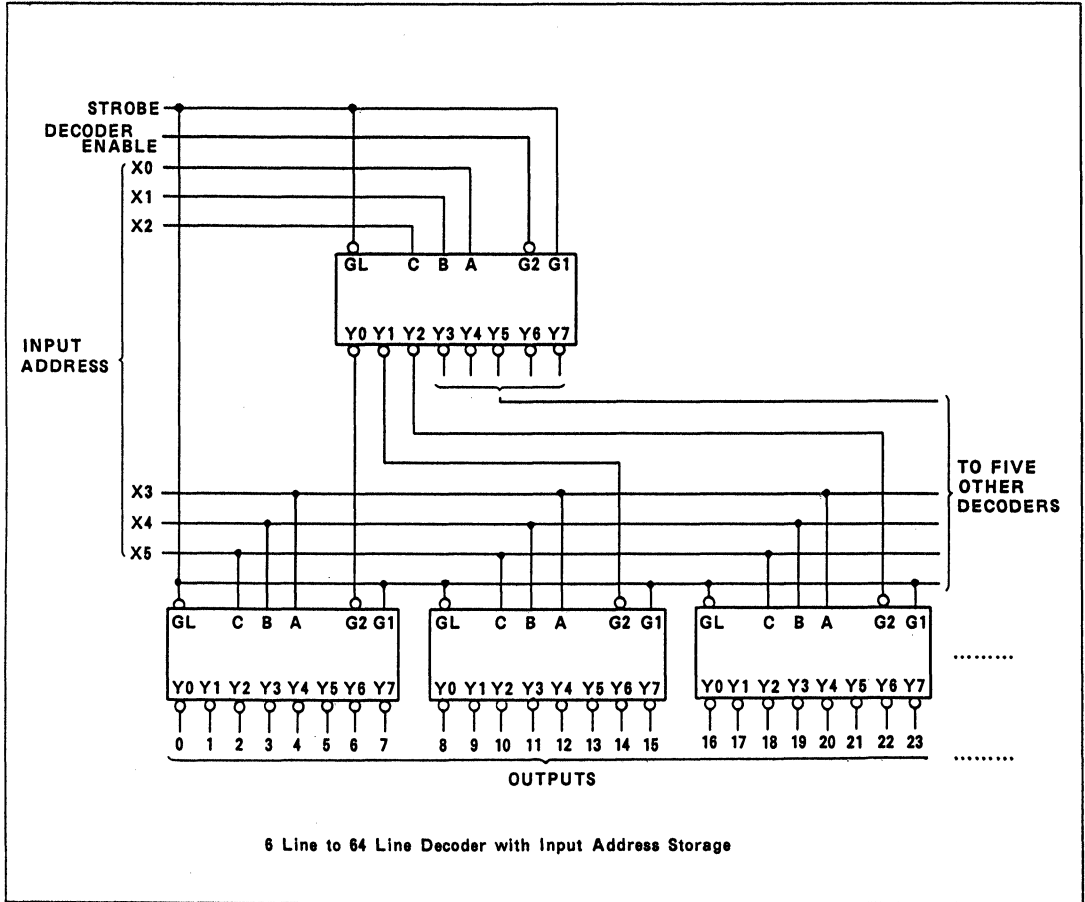 STROBE
DECODER
ENABLE
X0
X1
X2
GL C B A G2 G1
Y0 Y1 Y2 Y3 Y4 Y5 Y6 Y7
INPUT
ADDRESS
TO FIVE
OTHER
DECODERS
X3
X4
X5
GL C B A G2 G1 GL C B A G2 G1 GL C B A G2 G1
.........
Y0 Y1 Y2 Y3 Y4 Y5 Y6 Y7 Y0 Y1 Y2 Y3 Y4 Y5 Y6 Y7 Y0 Y1 Y2 Y3 Y4 Y5 Y6 Y7
0 1 2 3 4 5 6 7 8 9 10 11 12 13 14 15 16 17 18 19 20 21 22 23
.........
OUTPUTS
6 Line to 64 Line Decoder with Input Address Storage